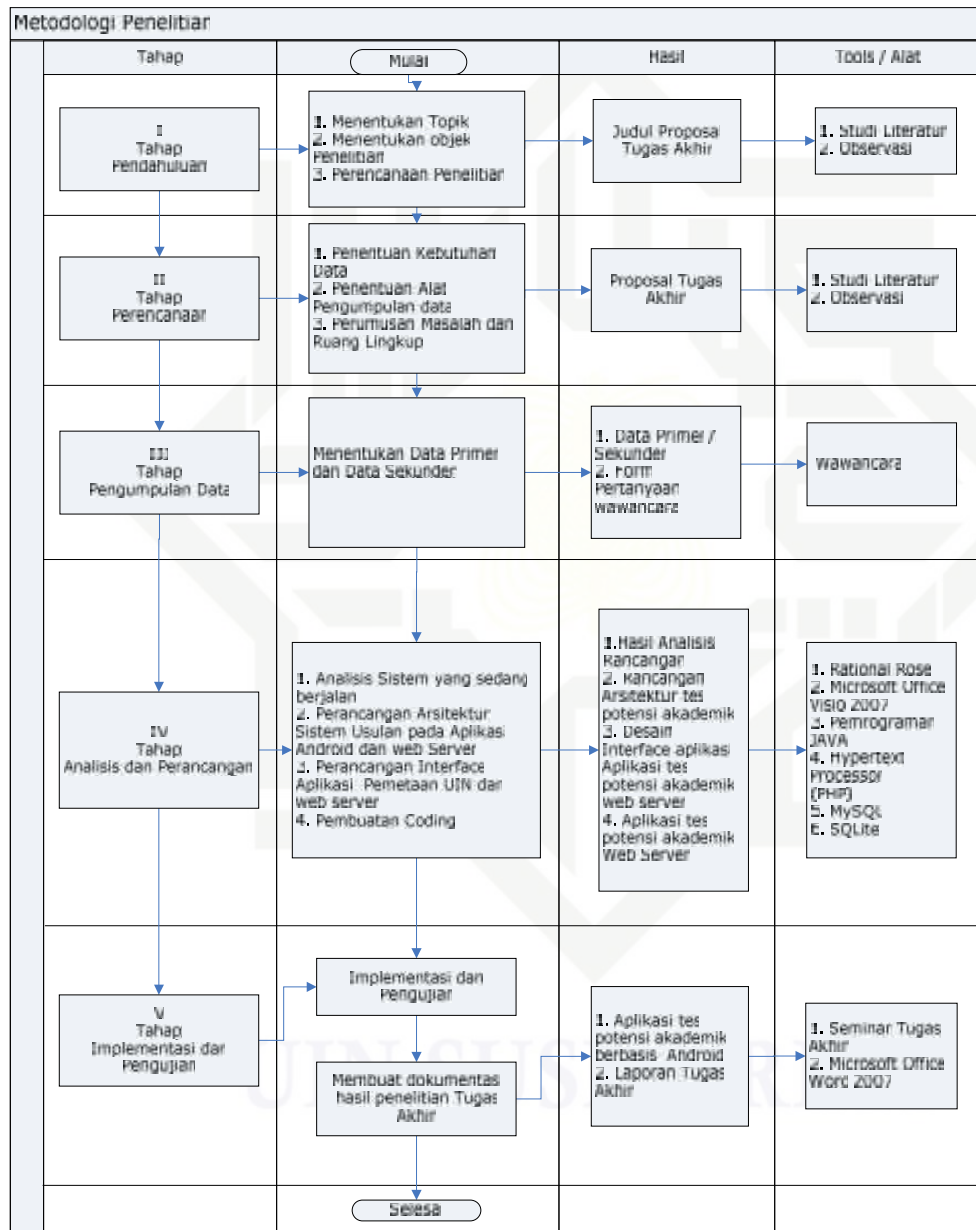 Metodologi Penelitian
Tahap
Mulai
Hasil
Tools / Alat
I
Tahap
Pendahuluan
1. Menentukan Topik
2. Menentukan objek
Penelitian
3. Perencanaan Penelitian
Judul Proposal
Tugas Akhir
1. Studi Literatur
2. Observasi
II
Tahap
Perencanaan
1. Penentuan Kebutuhan
Data
2. Penentuan Alat
Pengumpulan data
3. Perumusan Masalah dan
Ruang Lingkup
Proposal Tugas
Akhir
1. Studi Literatur
2. Observasi
III
Tahap
Pengumpulan Data
Menentukan Data Primer
dan Data Sekunder
1. Data Primer /
Sekunder
2. Form
Pertanyaan
wawancara
Wawancara
IV
Tahap
Analisis dan Perancangan
1. Analisis Sistem yang sedang
berjalan
2. Perancangan Arsitektur
Sistem Usulan pada Aplikasi
Android dan web Server
3. Perancangan Interface
Aplikasi Pemetaan UIN dan
web server
4. Pembuatan Coding
1.Hasil Analisis
Rancangan
2. Rancangan
Arsitektur tes
potensi akademik
3. Desain
Interface aplikasi
Aplikasi tes
potensi akademik
web server
4. Aplikasi tes
potensi akademik
Web Server
1. Rational Rose
2. Microsoft Office
Visio 2007
3. Pemrograman
JAVA
4. Hypertext
Processor
(PHP)
5. MySQL
6. SQLite
V
Tahap
Implementasi dan
Pengujian
Implementasi dan
Pengujian
Membuat dokumentasi
hasil penelitian Tugas
Akhir
1. Aplikasi tes
potensi akademik
berbasis Android
2. Laporan Tugas
Akhir
1. Seminar Tugas
Akhir
2. Microsoft Office
Word 2007
Selesai